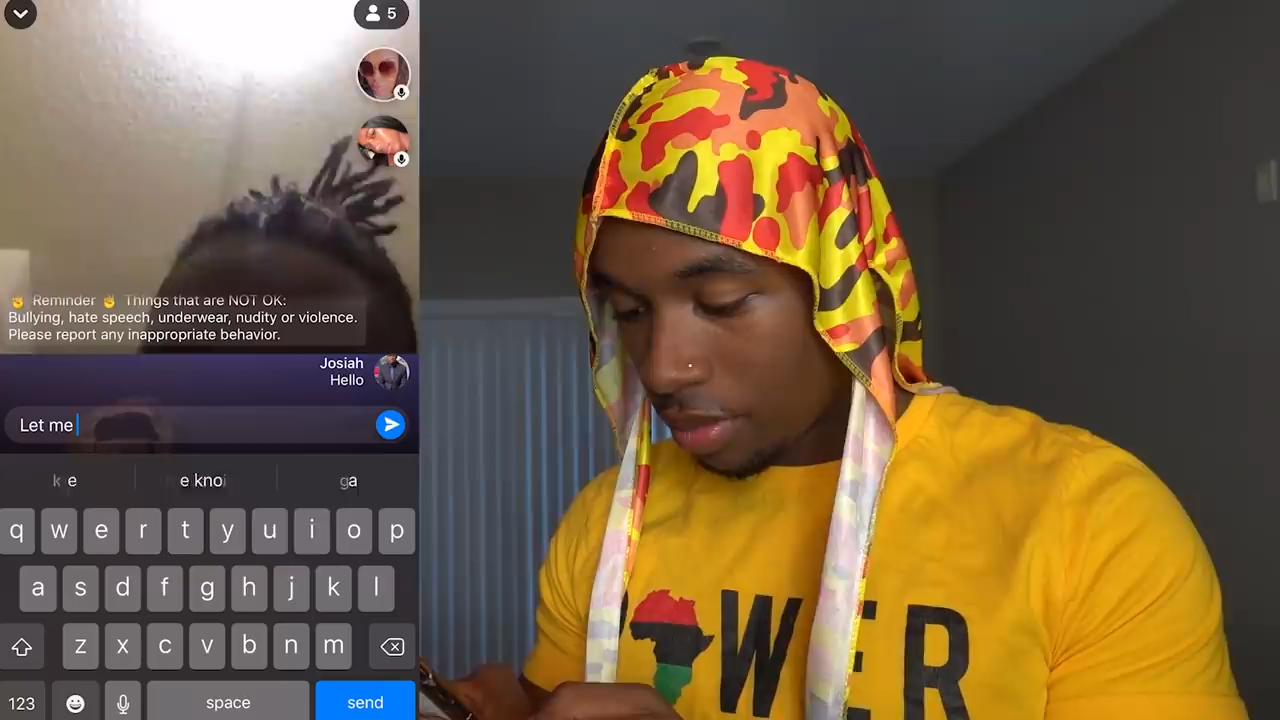 5
✌️ Reminder ✌️ Things that are NOT OK:
Bullying, hate speech, underwear, nudity or violence.
Please report any inappropriate behavior.
Josiah
Hello
Let me
q w e r t y u i o p
a s d f g h j k l
z x c v b n m
123 space send
WER